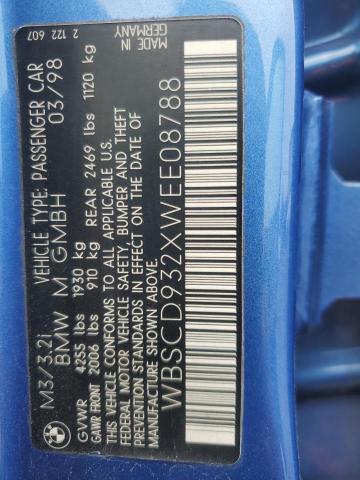 M3/3.2i VEHICLE TYPE: PASSENGER CAR 2 122 607
BMW M GMBH 03/98
GVWR 4255 lbs 1930 kg
GAWR FRONT 2006 lbs 910 kg REAR 2469 lbs 1120 kg
THIS VEHICLE CONFORMS TO ALL APPLICABLE U.S.
FEDERAL MOTOR VEHICLE SAFETY, BUMPER AND THEFT
PREVENTION STANDARDS IN EFFECT ON THE DATE OF
MANUFACTURE SHOWN ABOVE. MADE IN GERMANY
WBSCD932XWEE08788